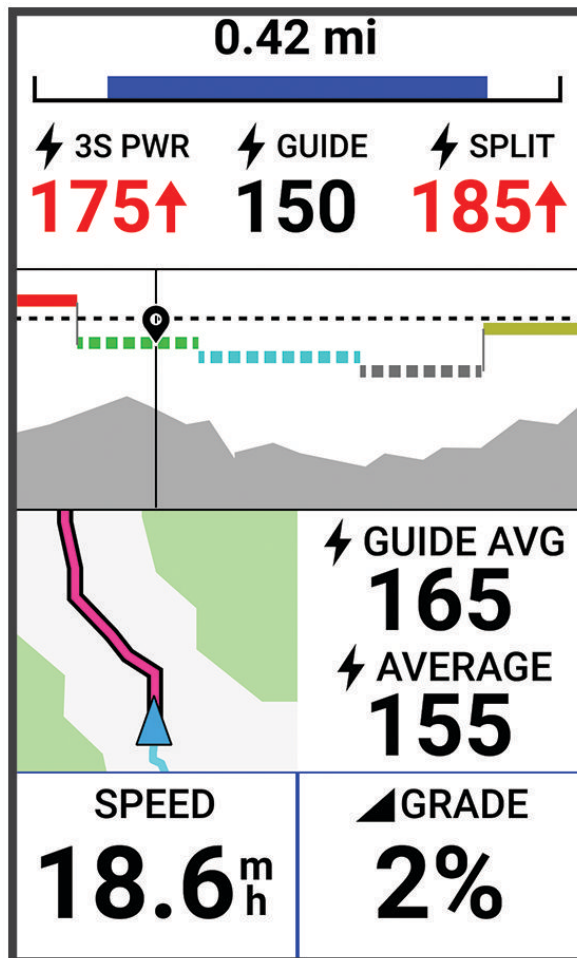 0.42 mi
3S PWR GUIDE SPLIT
175 150 185
GUIDE AVG
165
AVERAGE
155
SPEED GRADE
18.6 mh 2%